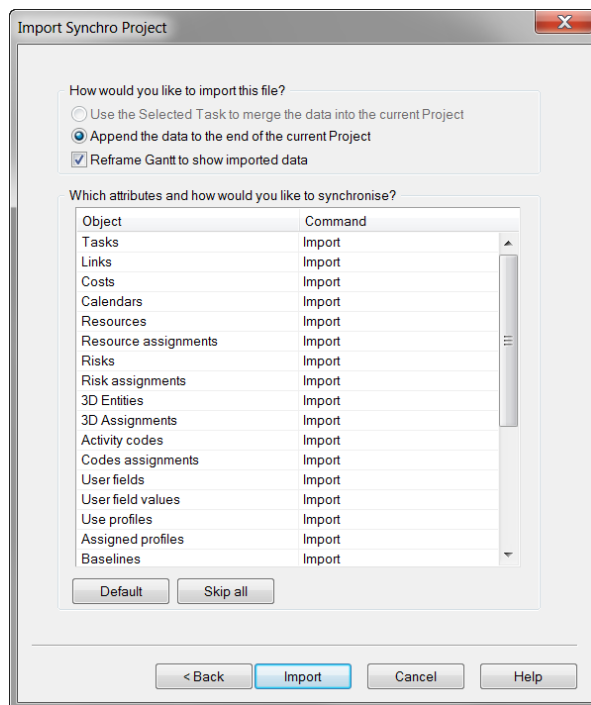 Import Synchro Project
How would you like to import this file?
Use the Selected Task to merge the data into the current Project
Append the data to the end of the current Project
Reframe Gantt to show imported data
Which attributes and how would you like to synchronise?
Object Command
Tasks Import
Links Import
Costs Import
Calendars Import
Resources Import
Resource assignments Import
Risks Import
Risk assignments Import
3D Entities Import
3D Assignments Import
Activity codes Import
Codes assignments Import
User fields Import
User field values Import
Use profiles Import
Assigned profiles Import
Baselines Import
Default Skip all
< Back Import Cancel Help